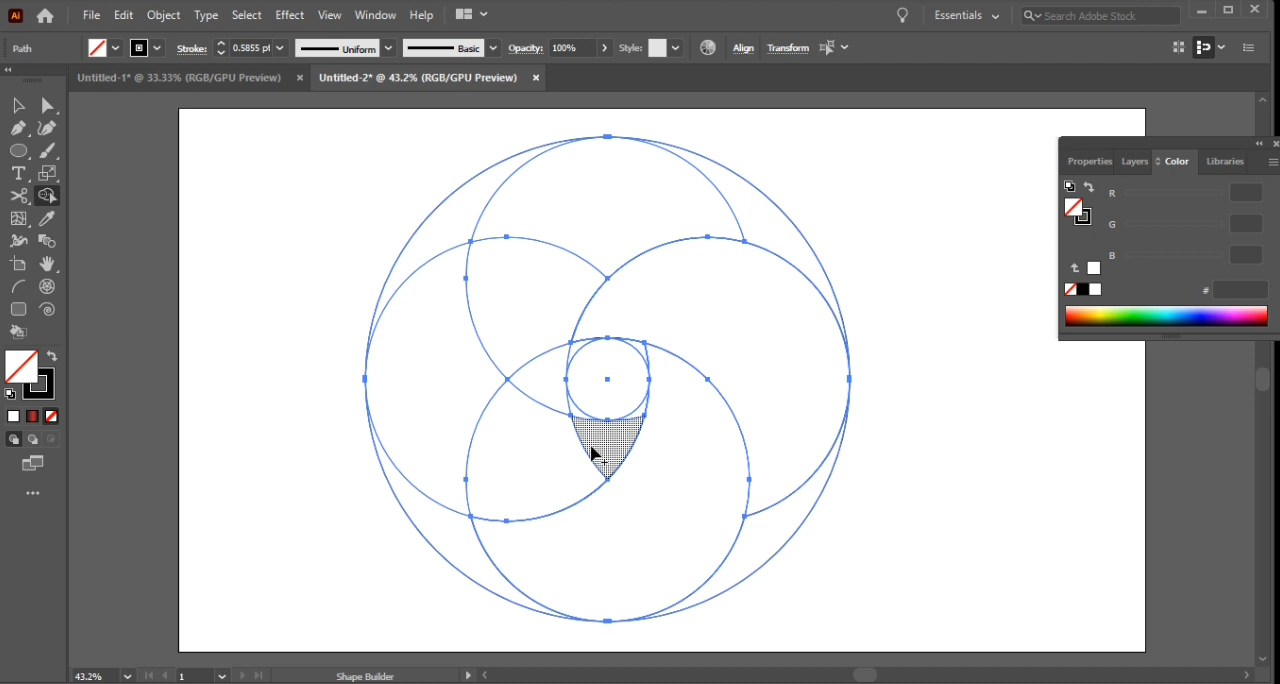 Ai File Edit Object Type Select Effect View Window Help Essentials Search Adobe Stock
Path Stroke: 0.5855 pt Uniform Basic Opacity: 100% Style: Align Transform
Untitled-1* @ 33.33% (RGB/GPU Preview) × Untitled-2* @ 43.2% (RGB/GPU Preview) ×
Properties Layers Color Libraries
R
G
B
#
43.2% 1 Shape Builder